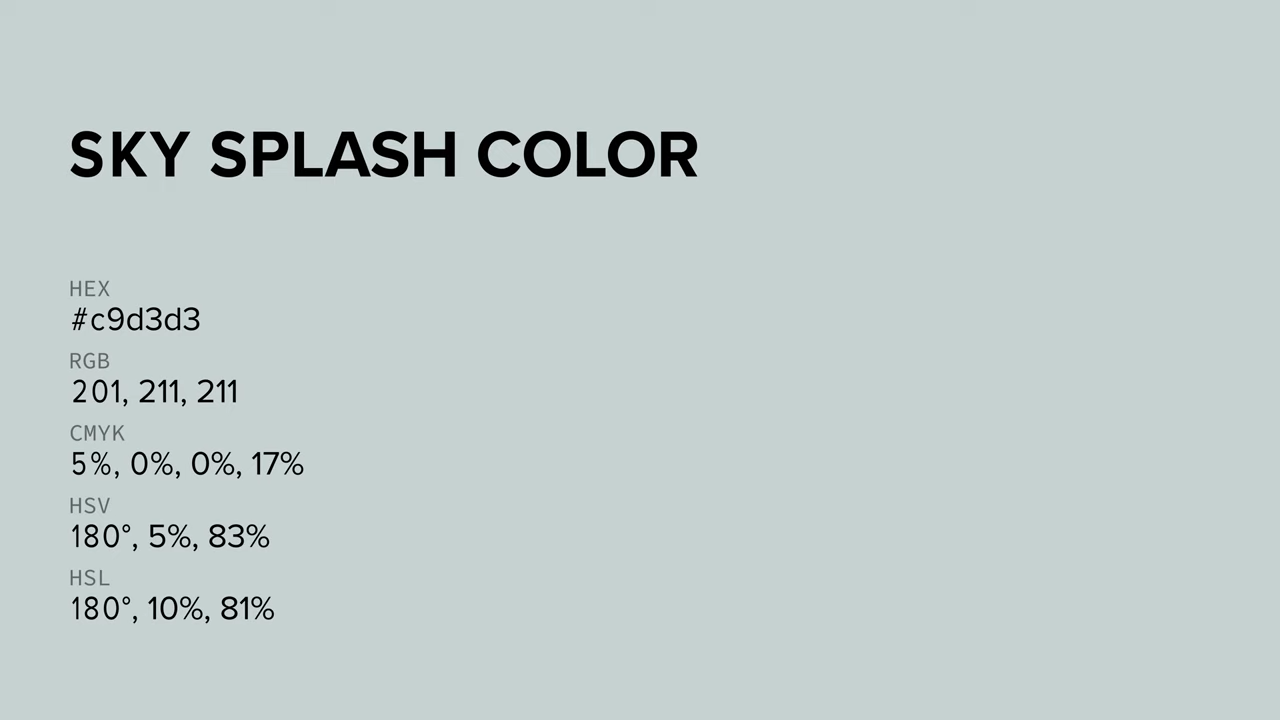 SKY SPLASH COLOR
HEX
#c9d3d3
RGB
201, 211, 211
CMYK
5%, 0%, 0%, 17%
HSV
180°, 5%, 83%
HSL
180°, 10%, 81%